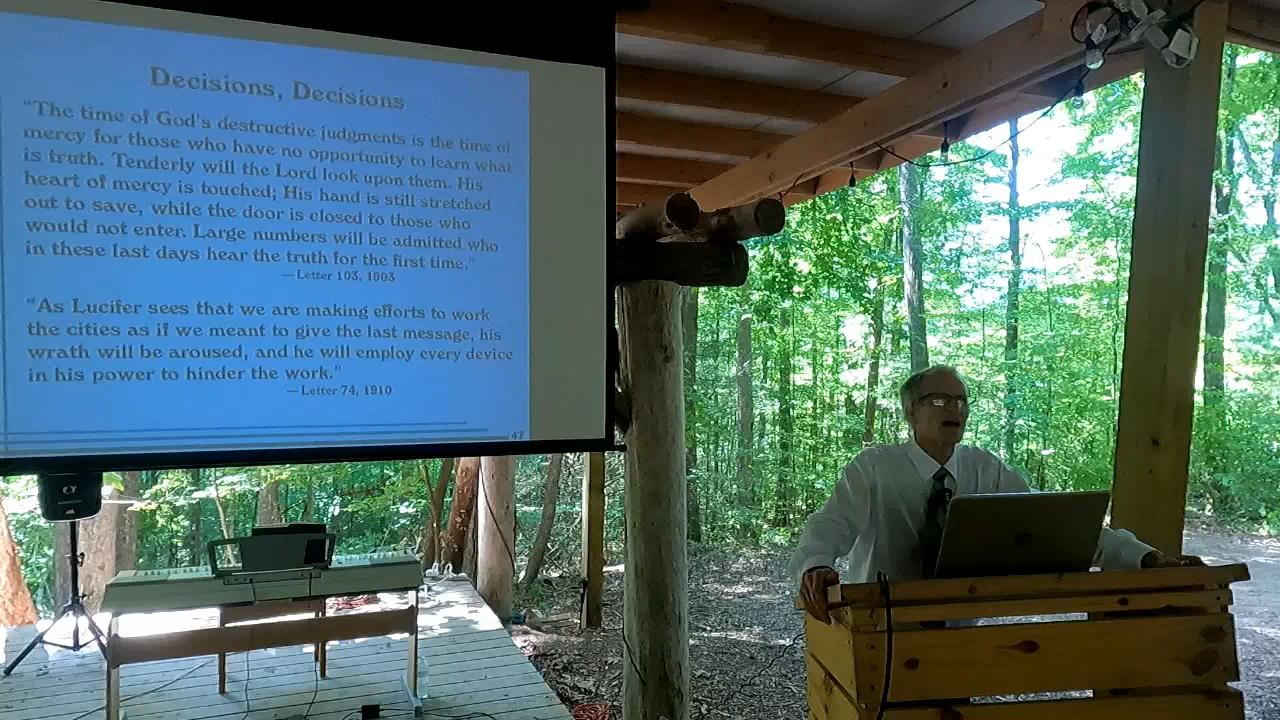 Decisions, Decisions
"The time of God's destructive judgments is the time of
mercy for those who have no opportunity to learn what
is truth. Tenderly will the Lord look upon them. His
heart of mercy is touched; His hand is still stretched
out to save, while the door is closed to those who
would not enter. Large numbers will be admitted who
in these last days hear the truth for the first time."
—Letter 103, 1903
"As Lucifer sees that we are making efforts to work
the cities as if we meant to give the last message, his
wrath will be aroused, and he will employ every device
in his power to hinder the work."
—Letter 74, 1910
47